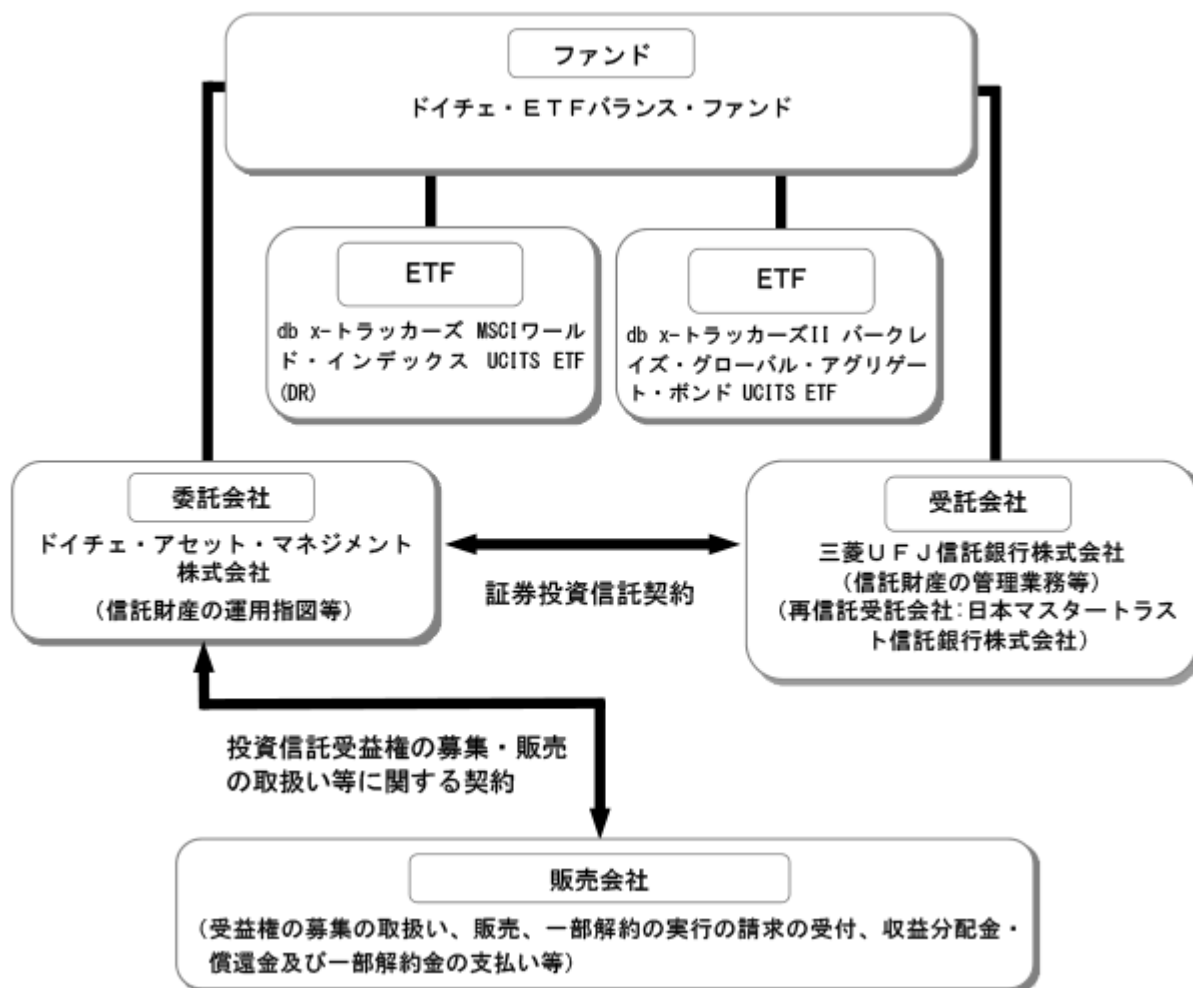 ファンド
ドイチェ・ＥＴＦバランス・ファンド
ETF
db x-トラッカーズ MSCIワール
ド・インデックス UCITS ETF
(DR)
ETF
db x-トラッカーズII バークレ
イズ・グローバル・アグリゲー
ト・ボンド UCITS ETF
委託会社
ドイチェ・アセット・マネジメント
株式会社
（信託財産の運用指図等）
証券投資信託契約
受託会社
三菱ＵＦＪ信託銀行株式会社
（信託財産の管理業務等）
（再信託受託会社：日本マスタートラス
ト信託銀行株式会社）
投資信託受益権の募集・販売
の取扱い等に関する契約
販売会社
（受益権の募集の取扱い、販売、一部解約の実行の請求の受付、収益分配金・
償還金及び一部解約金の支払い等）